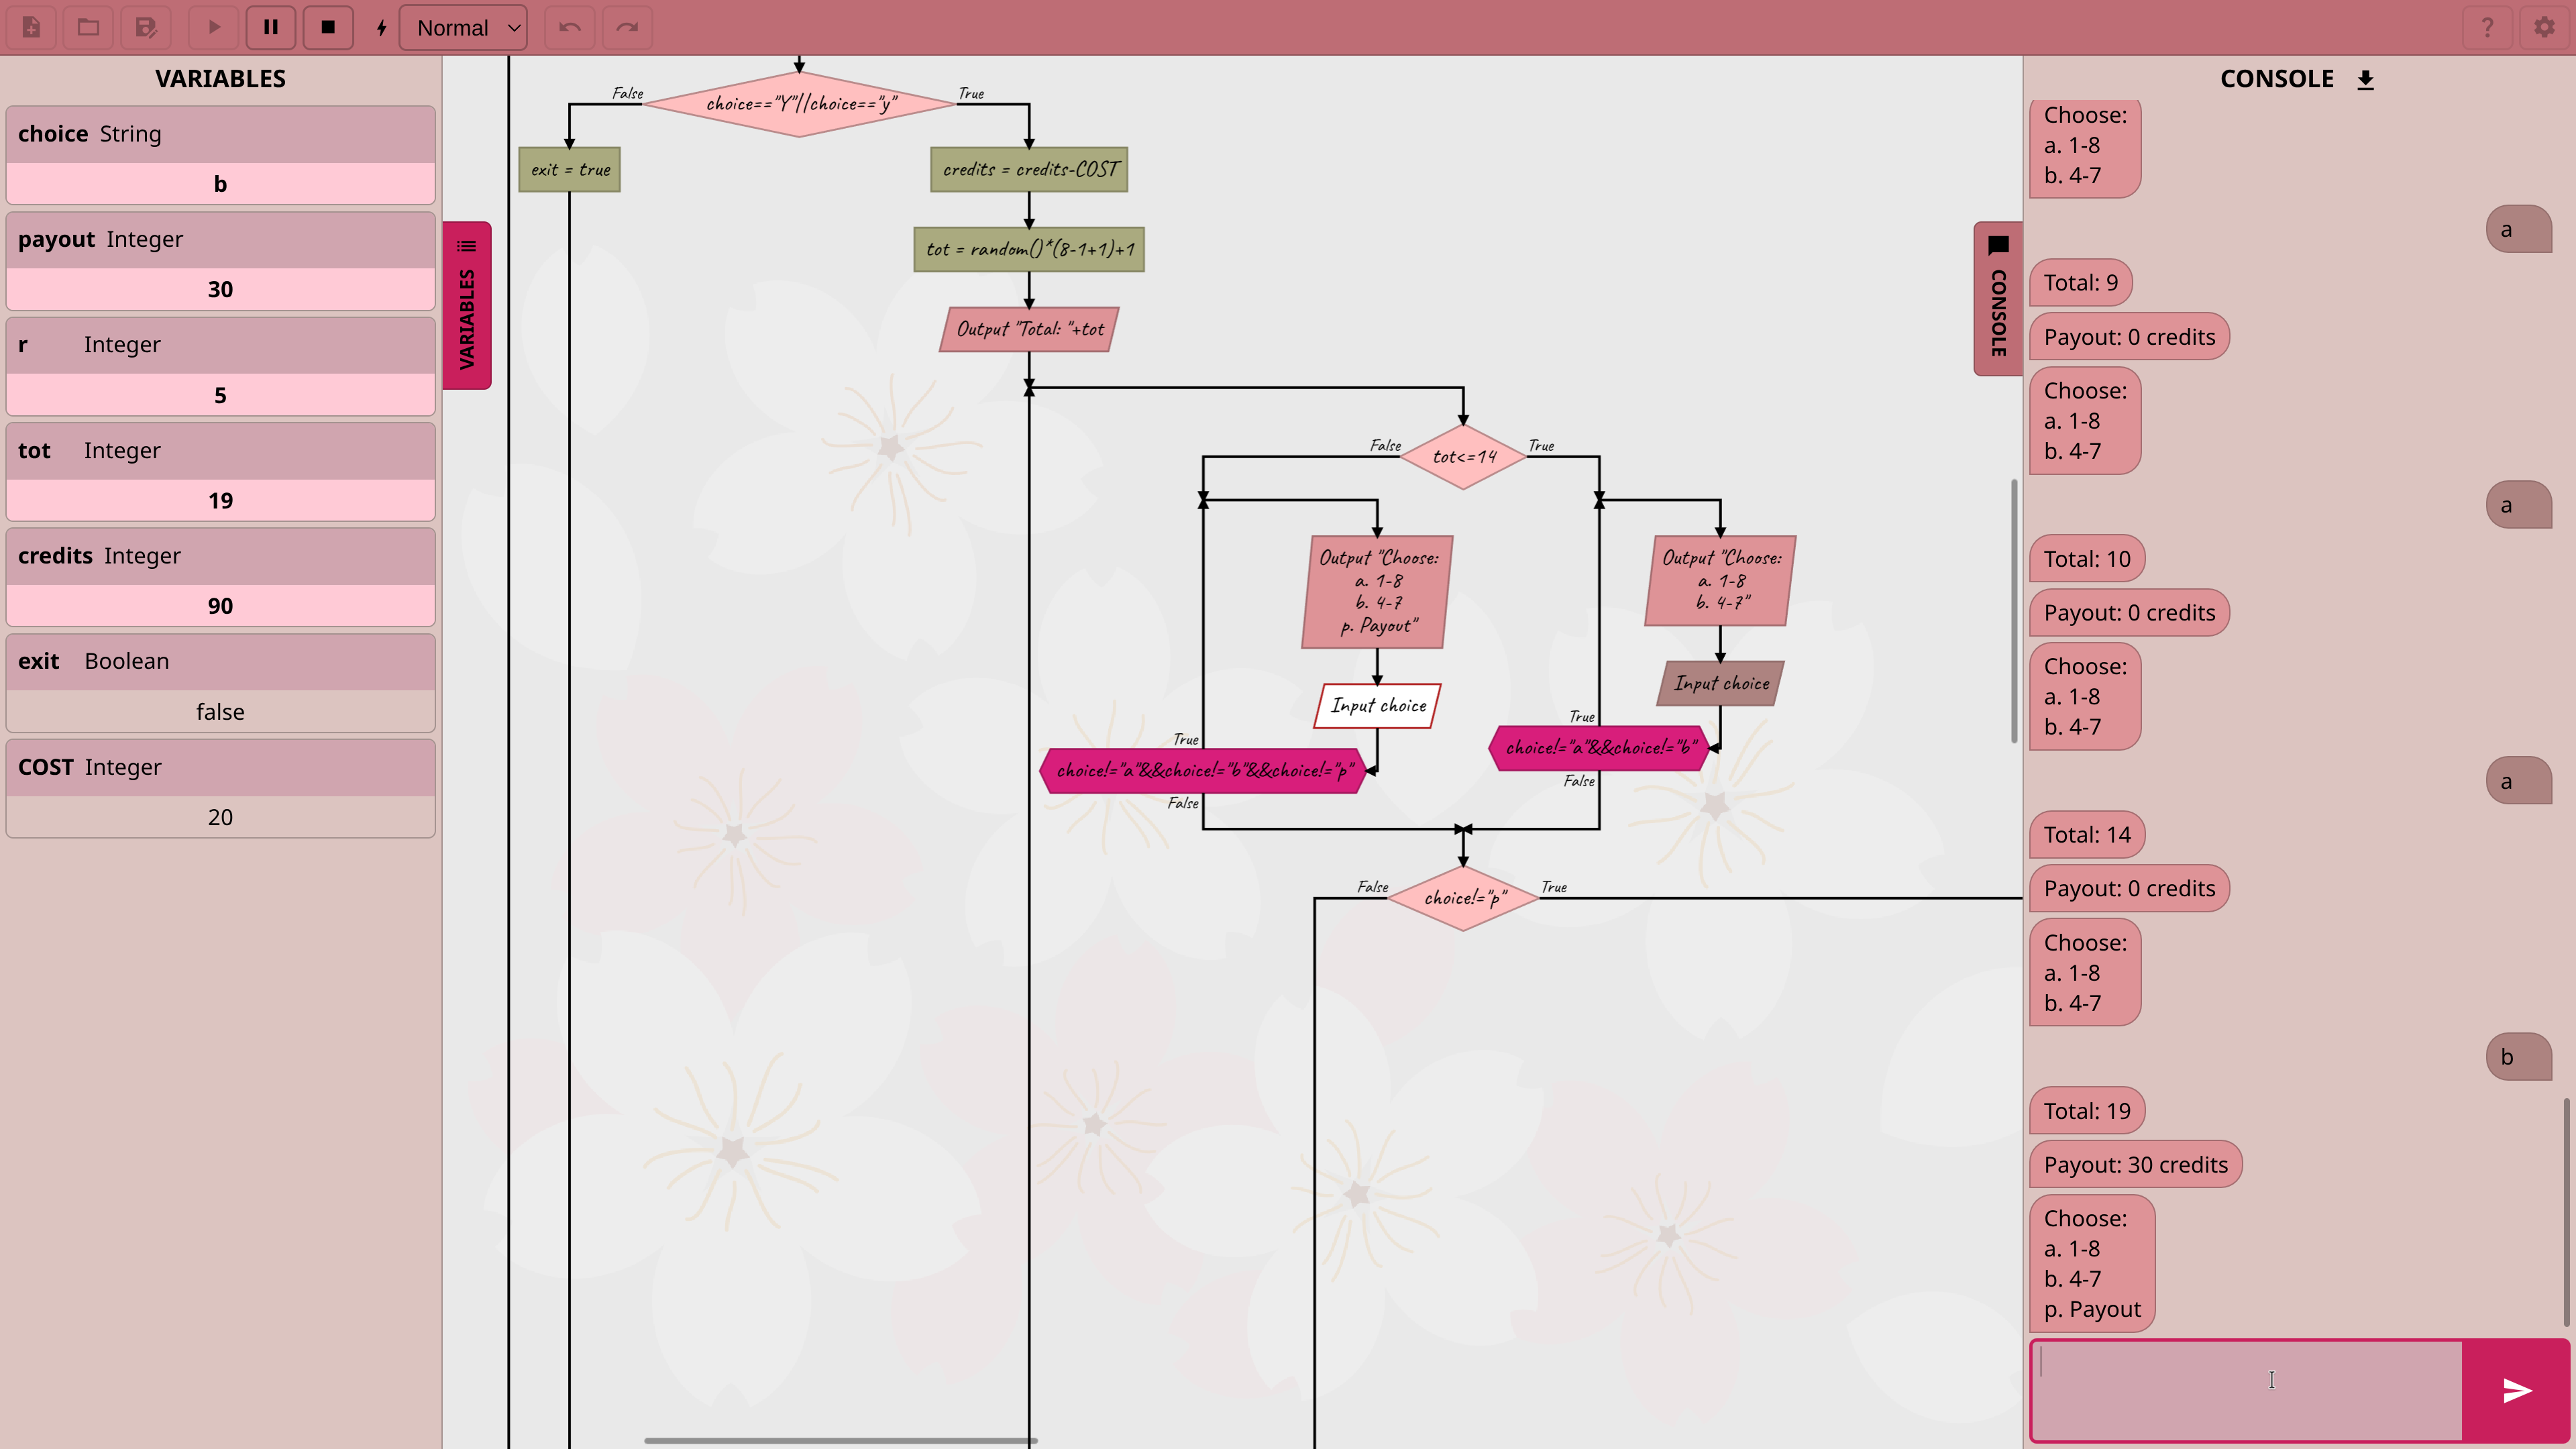 Normal
?
VARIABLES
choice String
b
payout Integer
30
r Integer
5
tot Integer
19
credits Integer
90
exit Boolean
false
COST Integer
20
VARIABLES
choice=="Y"||choice=="y"
False
True
exit = true
credits = credits-COST
tot = random()*(8-1+1)+1
Output "Total: "+tot
tot<=14
False
True
Output "Choose:
a. 1-8
b. 4-7
p. Payout"
Input choice
True
choice!="a"&&choice!="b"&&choice!="p"
False
Output "Choose:
a. 1-8
b. 4-7"
Input choice
True
choice!="a"&&choice!="b"
False
choice!="p"
False
True
CONSOLE
CONSOLE
Choose:
a. 1-8
b. 4-7
a
Total: 9
Payout: 0 credits
Choose:
a. 1-8
b. 4-7
a
Total: 10
Payout: 0 credits
Choose:
a. 1-8
b. 4-7
a
Total: 14
Payout: 0 credits
Choose:
a. 1-8
b. 4-7
b
Total: 19
Payout: 30 credits
Choose:
a. 1-8
b. 4-7
p. Payout